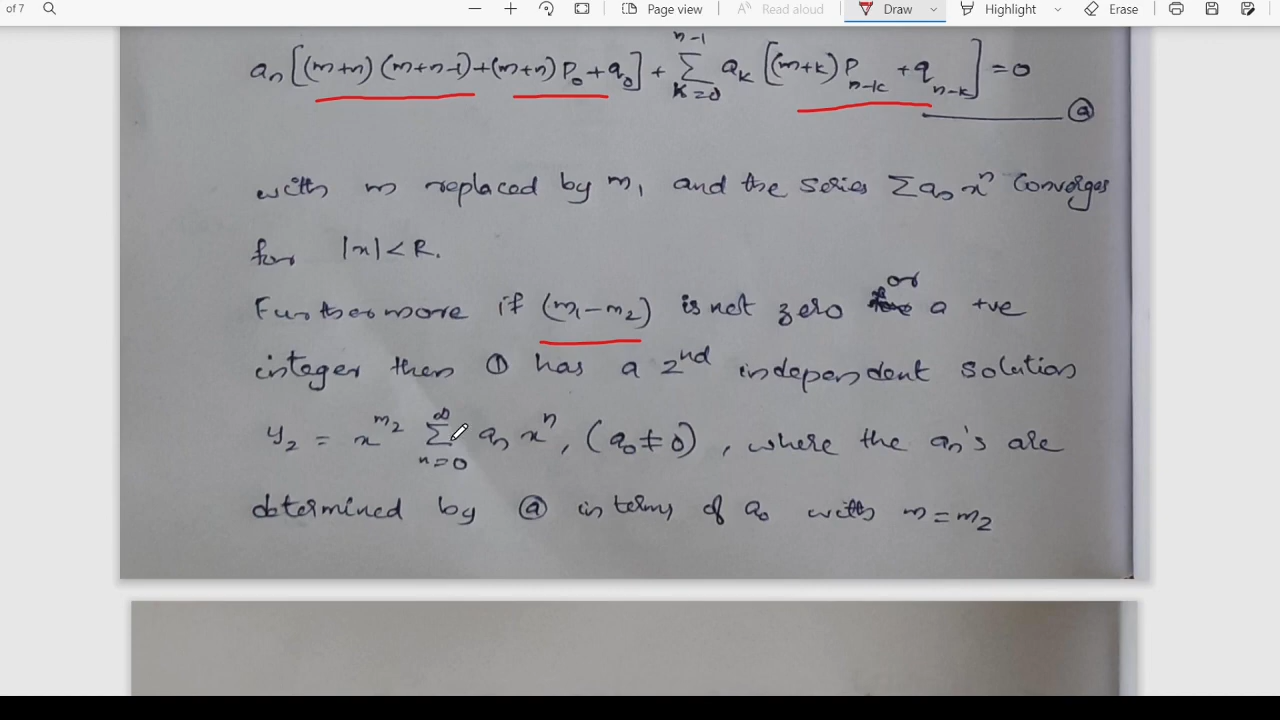 of 7 Page view Read aloud Draw Highlight Erase
aₙ[(m+n)(m+n-1)+(m+n)P₀+q₀] + Σ_{K=0}^{n-1} a_K[(m+k)P_{n-k}+q_{n-k}] = 0
ⓐ
with m replaced by m₁ and the series Σaₙxⁿ Converges
for |x|<R.
Furthermore if (m₁-m₂) is not zero or a +ve
integer then ① has a 2nd independent solution
y₂ = x^{m₂} Σ_{n=0}^{∞} aₙxⁿ, (a₀≠0), where the aₙ's are
determined by ⓐ in terms of a₀ with m=m₂